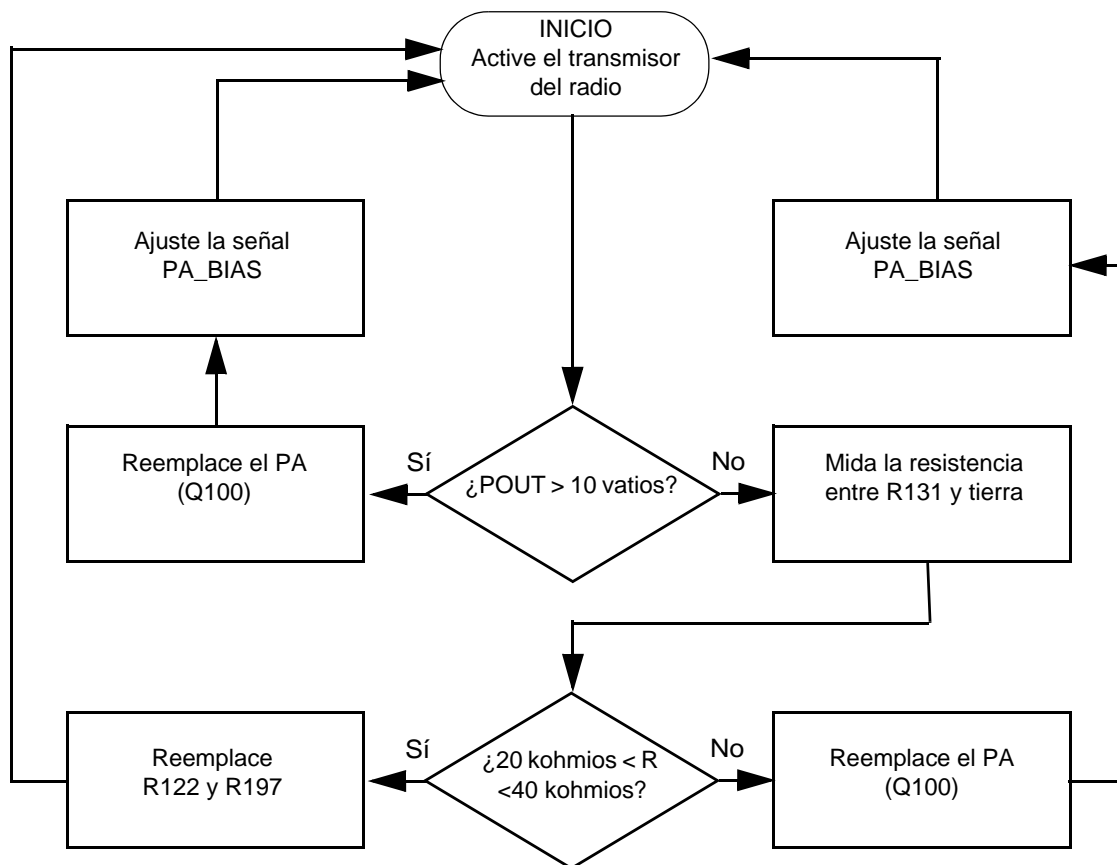 INICIO
Active el transmisor
del radio
Ajuste la señal
PA_BIAS
Ajuste la señal
PA_BIAS
Reemplace el PA
(Q100)
Sí
¿POUT > 10 vatios?
No
Mida la resistencia
entre R131 y tierra
Reemplace
R122 y R197
Sí
¿20 kohmios < R
<40 kohmios?
No
Reemplace el PA
(Q100)